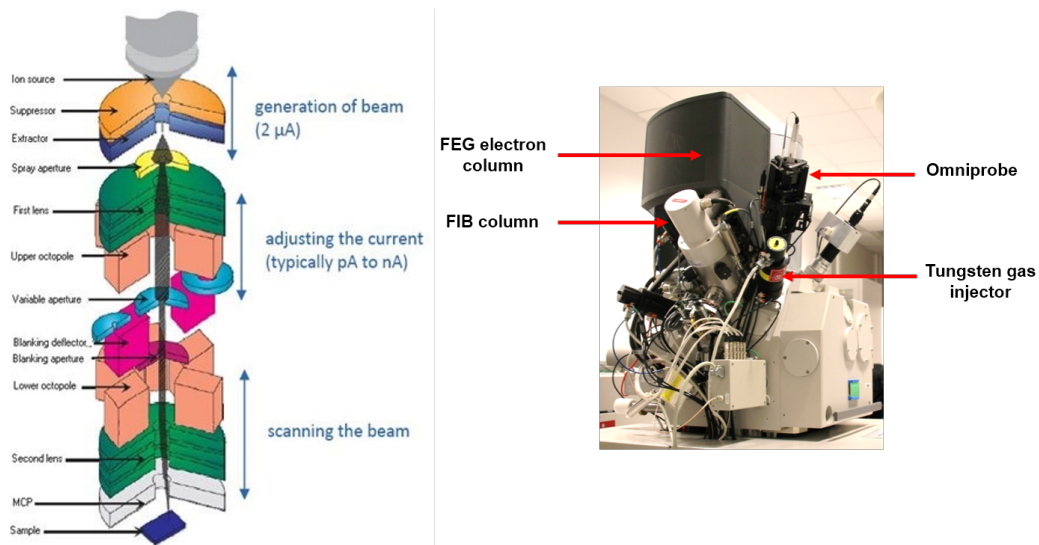 Ion source
Suppressor
Extractor
Spray aperture
First lens
Upper octopole
Variable aperture
Blanking deflector
Blanking aperture
Lower octopole
Second lens
MCP
Sample
generation of beam
(2 µA)
adjusting the current
(typically pA to nA)
scanning the beam
FEG electron
column
FIB column
Omniprobe
Tungsten gas
injector